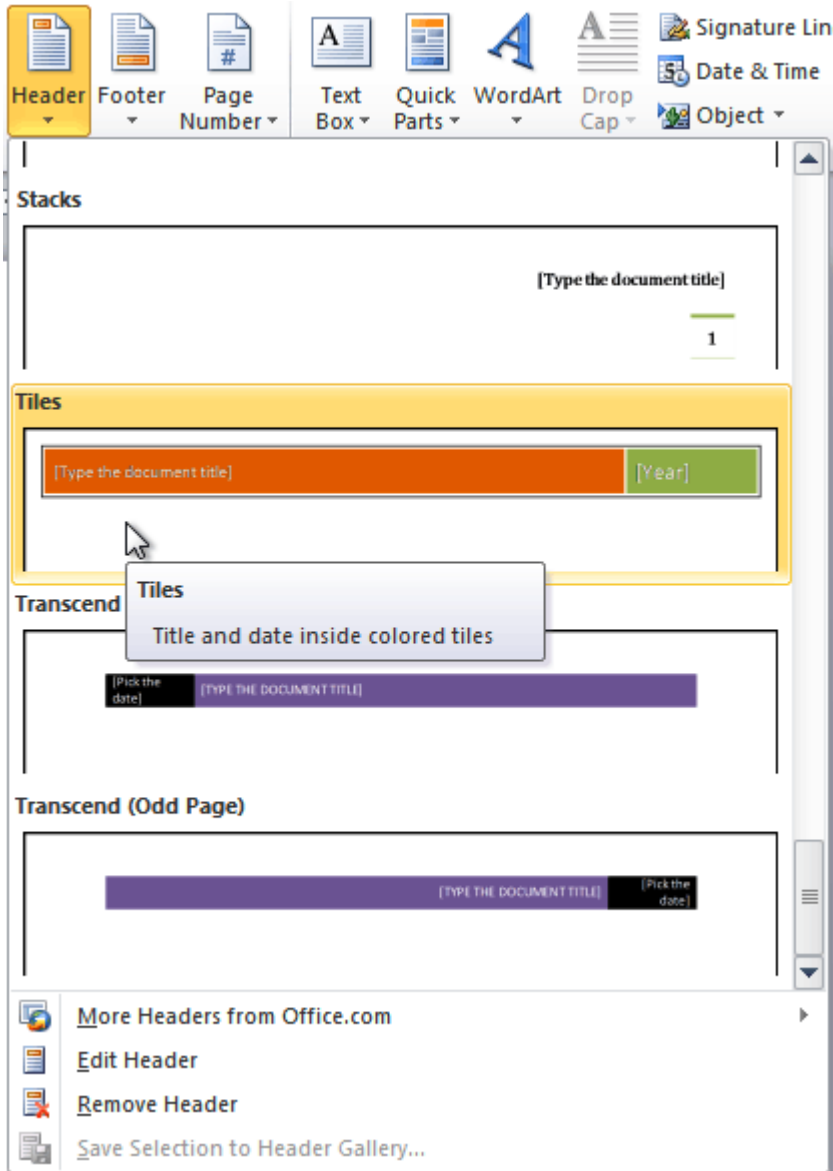 Header Footer Page Number Text Box Quick Parts WordArt Drop Cap
Signature Lin
Date & Time
Object
Stacks
[Type the document title]
1
Tiles
[Type the document title] [Year]
Tiles
Title and date inside colored tiles
Transcend
[Pick the date] [TYPE THE DOCUMENT TITLE]
Transcend (Odd Page)
[TYPE THE DOCUMENT TITLE] [Pick the date]
More Headers from Office.com
Edit Header
Remove Header
Save Selection to Header Gallery...